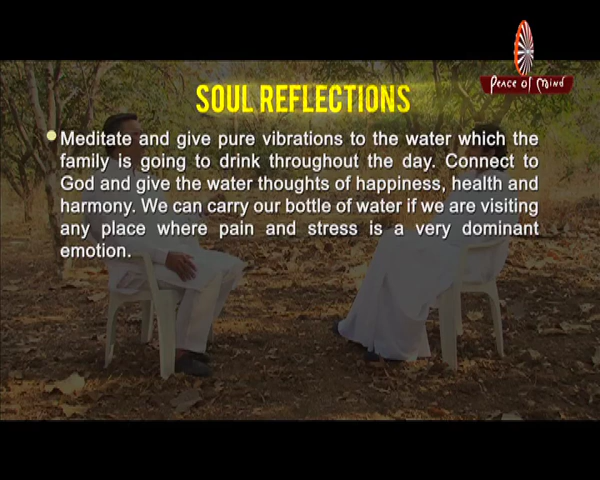 Peace of Mind
SOUL REFLECTIONS
Meditate and give pure vibrations to the water which the
family is going to drink throughout the day. Connect to
God and give the water thoughts of happiness, health and
harmony. We can carry our bottle of water if we are visiting
any place where pain and stress is a very dominant
emotion.